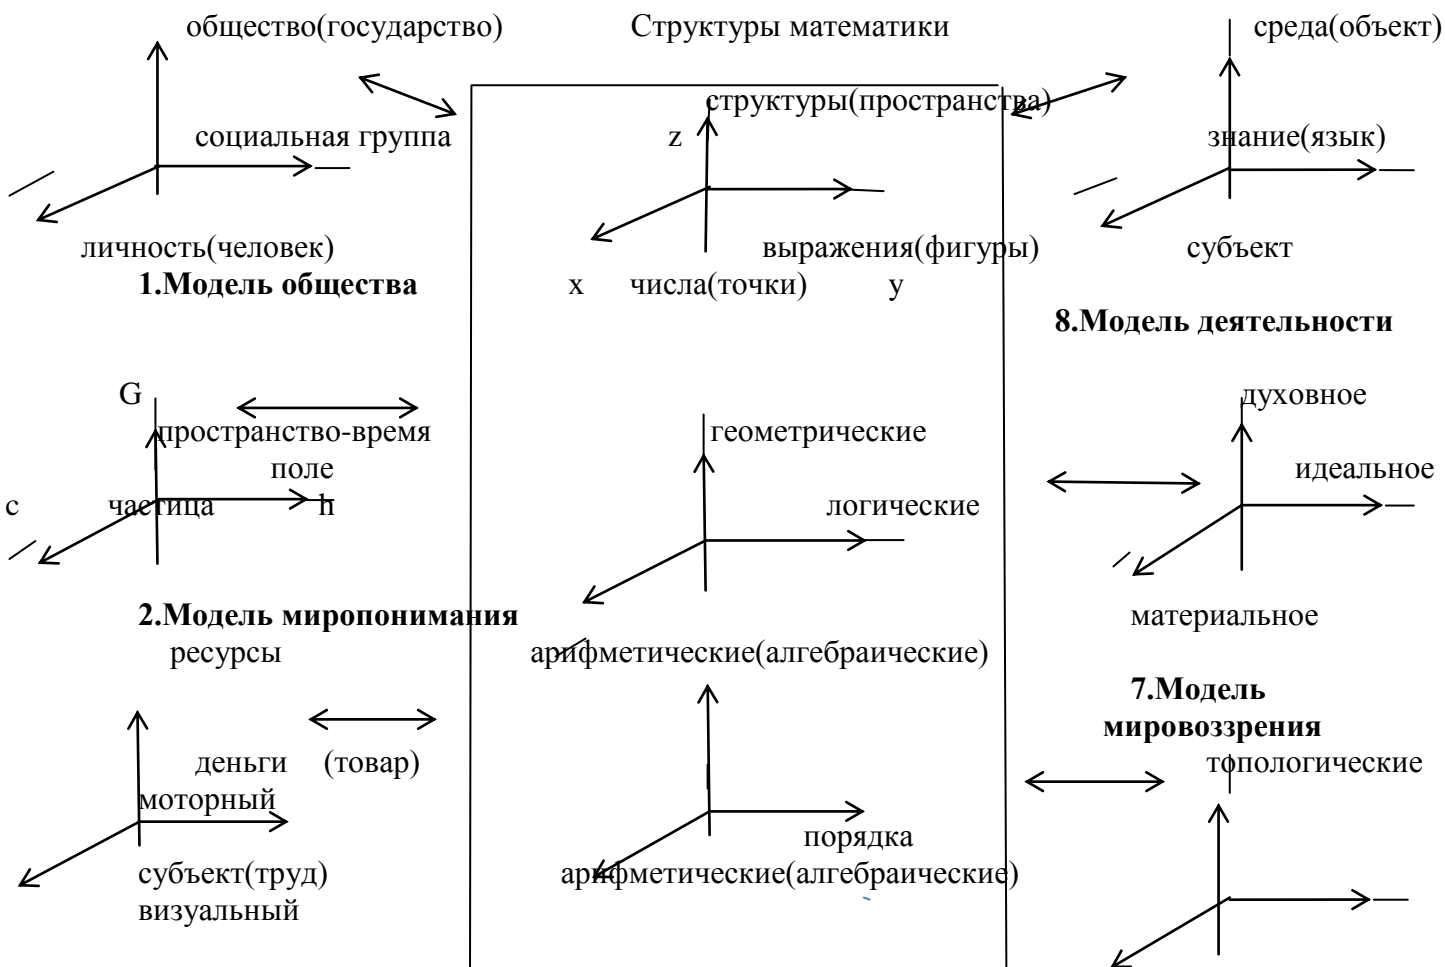 общество(государство) Структуры математики среда(объект)
структуры(пространства)
социальная группа z знание(язык)
личность(человек) выражения(фигуры) субъект
1.Модель общества x числа(точки) y
8.Модель деятельности
G духовное
пространство-время геометрические
поле идеальное
c частица h логические
2.Модель миропонимания материальное
ресурсы арифметические(алгебраические)
7.Модель
мировоззрения
деньги (товар) топологические
моторный
порядка
субъект(труд) арифметические(алгебраические)
визуальный